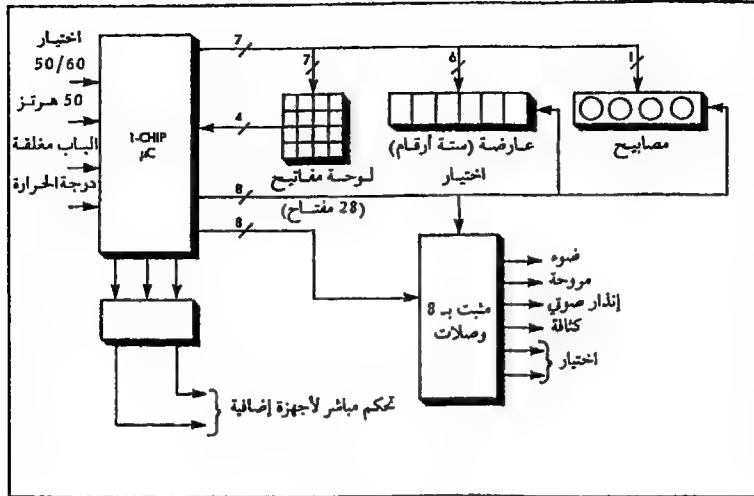 اختيار
50/60
50 هرتز
الباب مغلقة
درجة الحرارة
1-CHIP
μC
7
7
6
1
4
8
8
لوحة مفاتيح
(28 مفتاح)
عارضة (ستة أرقام)
اختيار
مصابيح
مثبت بـ 8
وصلات
ضوء
مروحة
إنذار صوتي
كثافة
اختيار
تحكم مباشر لأجهزة إضافية